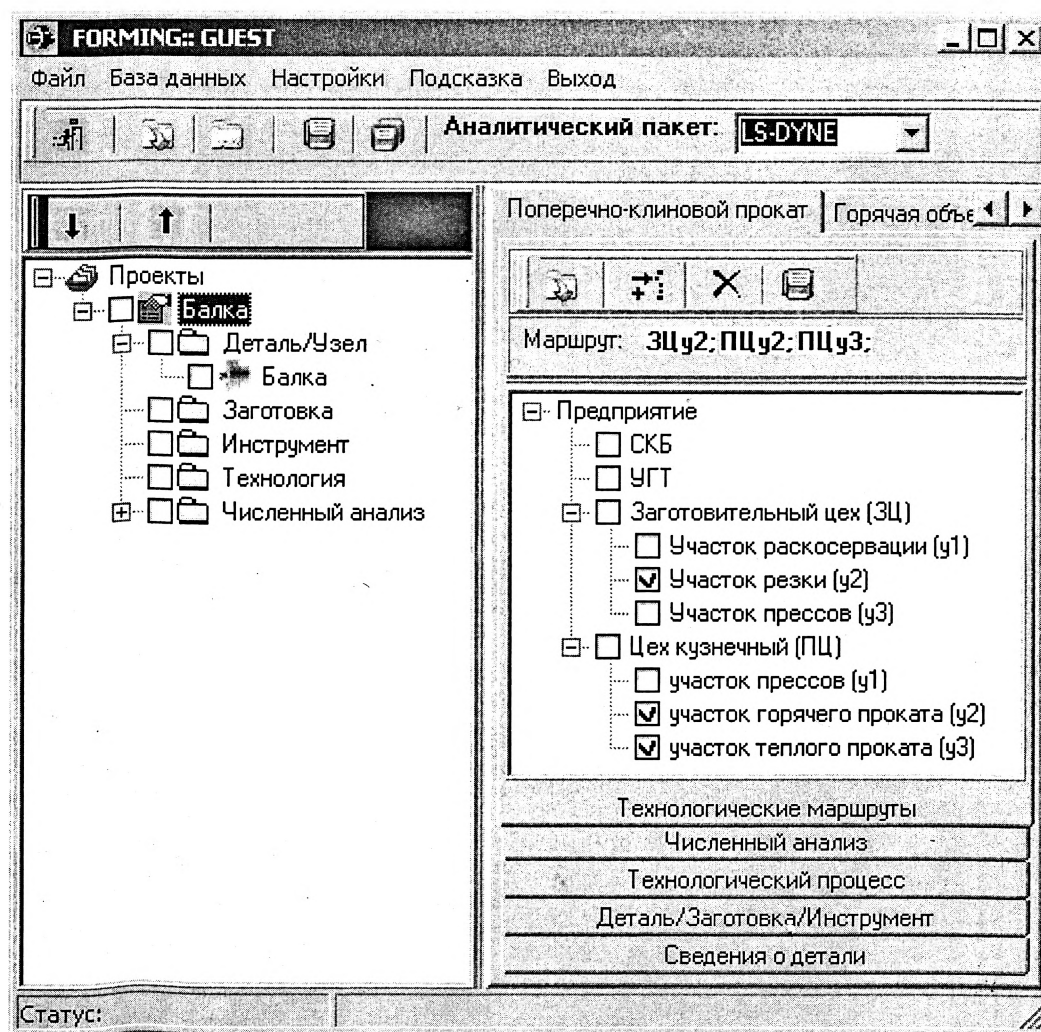 FORMING:: GUEST
Файл База данных Настройки Подсказка Выход
Аналитический пакет: LS-DYNE
Проекты
Балка
Деталь/Узел
Балка
Заготовка
Инструмент
Технология
Численный анализ
Поперечно-клиновой прокат Горячая объе
Маршрут: ЗЦу2; ПЦу2; ПЦу3;
Предприятие
СКБ
УГТ
Заготовительный цех (ЗЦ)
Участок раскосервации (у1)
Участок резки (у2)
Участок прессов (у3)
Цех кузнечный (ПЦ)
участок прессов (у1)
участок горячего проката (у2)
участок теплого проката (у3)
Технологические маршруты
Численный анализ
Технологический процесс
Деталь/Заготовка/Инструмент
Сведения о детали
Статус: